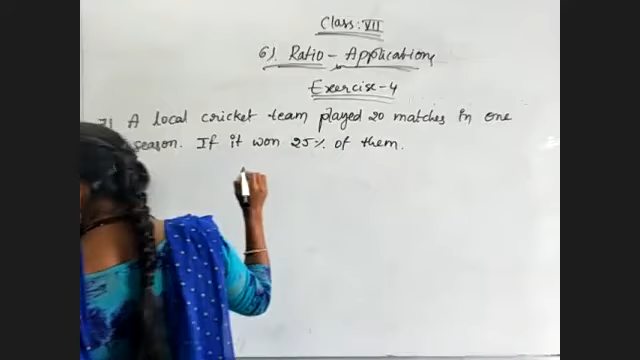 Class: VII
6). Ratio - Applications
Exercise-4
7) A local cricket team played 20 matches in one
season. If it won 25% of them.